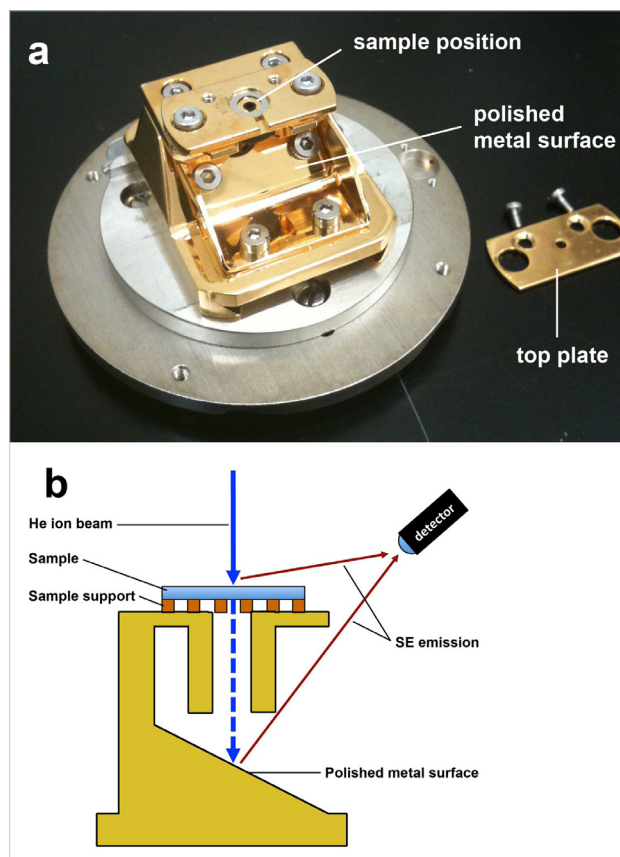 a
sample position
polished
metal surface
top plate
b
He ion beam
detector
Sample
Sample support
SE emission
Polished metal surface